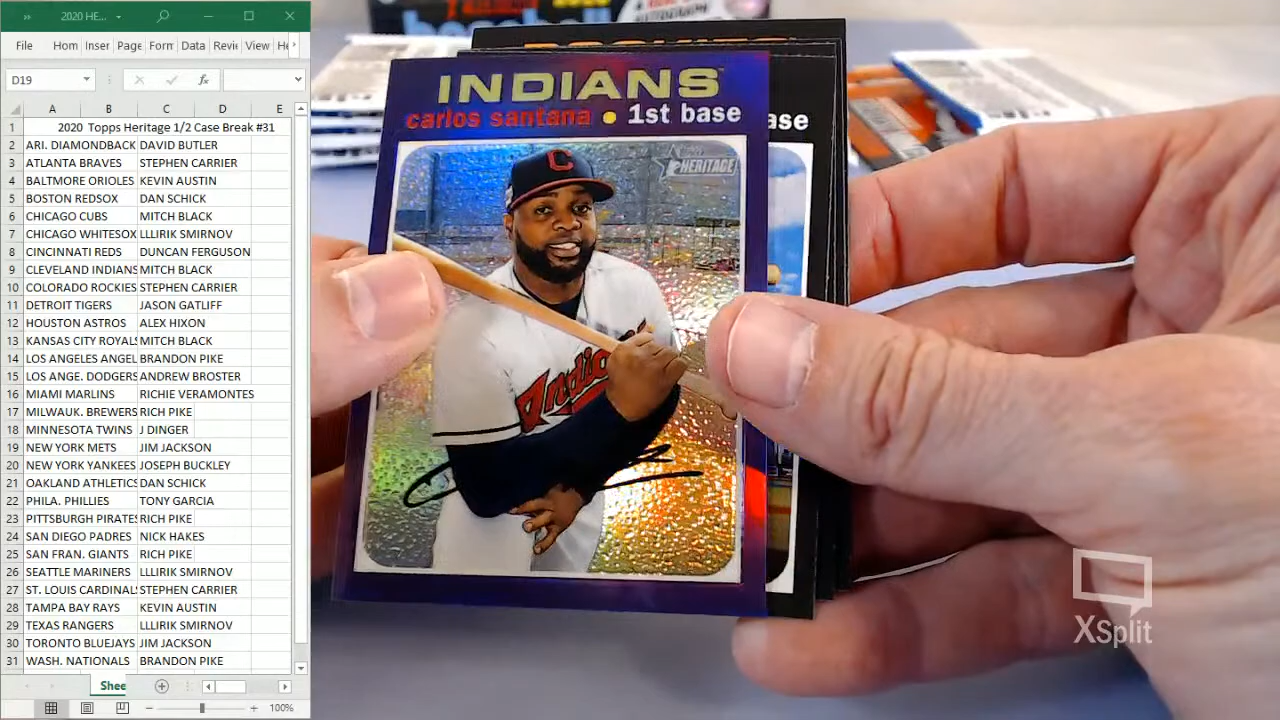 2020 HE...
File Hom Inser Page Form Data Revie View He
D19 fx
A B C D E
1 2020 Topps Heritage 1/2 Case Break #31
2 ARI. DIAMONDBACK DAVID BUTLER
3 ATLANTA BRAVES STEPHEN CARRIER
4 BALTMORE ORIOLES KEVIN AUSTIN
5 BOSTON REDSOX DAN SCHICK
6 CHICAGO CUBS MITCH BLACK
7 CHICAGO WHITESOX LLLIRIK SMIRNOV
8 CINCINNATI REDS DUNCAN FERGUSON
9 CLEVELAND INDIANS MITCH BLACK
10 COLORADO ROCKIES STEPHEN CARRIER
11 DETROIT TIGERS JASON GATLIFF
12 HOUSTON ASTROS ALEX HIXON
13 KANSAS CITY ROYALS MITCH BLACK
14 LOS ANGELES ANGEL BRANDON PIKE
15 LOS ANGE. DODGERS ANDREW BROSTER
16 MIAMI MARLINS RICHIE VERAMONTES
17 MILWAUK. BREWERS RICH PIKE
18 MINNESOTA TWINS J DINGER
19 NEW YORK METS JIM JACKSON
20 NEW YORK YANKEES JOSEPH BUCKLEY
21 OAKLAND ATHLETICS DAN SCHICK
22 PHILA. PHILLIES TONY GARCIA
23 PITTSBURGH PIRATES RICH PIKE
24 SAN DIEGO PADRES NICK HAKES
25 SAN FRAN. GIANTS RICH PIKE
26 SEATTLE MARINERS LLLIRIK SMIRNOV
27 ST. LOUIS CARDINALS STEPHEN CARRIER
28 TAMPA BAY RAYS KEVIN AUSTIN
29 TEXAS RANGERS LLLIRIK SMIRNOV
30 TORONTO BLUEJAYS JIM JACKSON
31 WASH. NATIONALS BRANDON PIKE
Shee
100%
INDIANS
carlos santana • 1st base
TOPPS HERITAGE
C
Indians
ase
XSplit